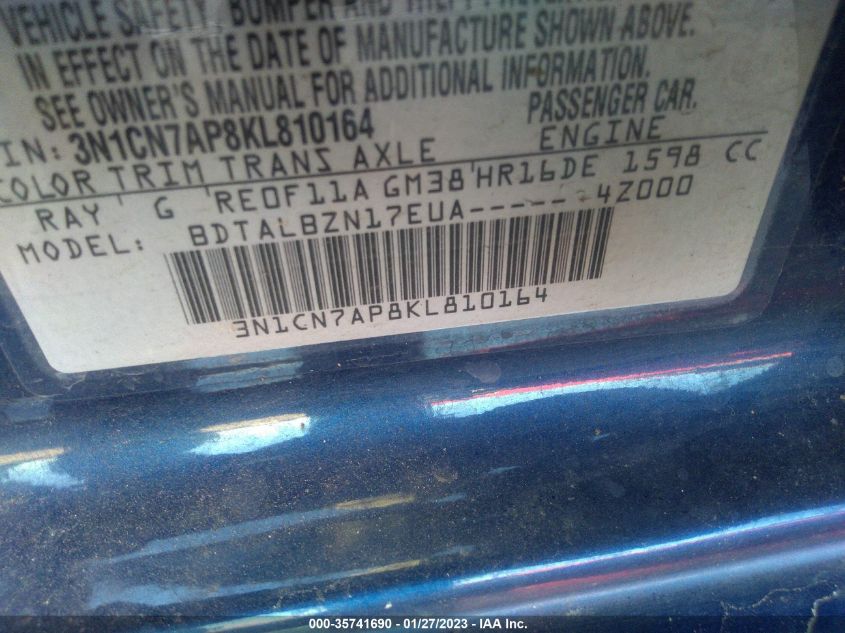 VEHICLE SAFETY, BUMPER AND THEFT PREVENTION
IN EFFECT ON THE DATE OF MANUFACTURE SHOWN ABOVE.
SEE OWNER'S MANUAL FOR ADDITIONAL INFORMATION.
IN: 3N1CN7AP8KL810164 PASSENGER CAR.
COLOR TRIM TRANS AXLE ENGINE
RAY G RE0F11A GM38 HR16DE 1598 CC
MODEL: BDTALBZN17EUA-----4Z000
3N1CN7AP8KL810164
000-35741690 - 01/27/2023 - IAA Inc.